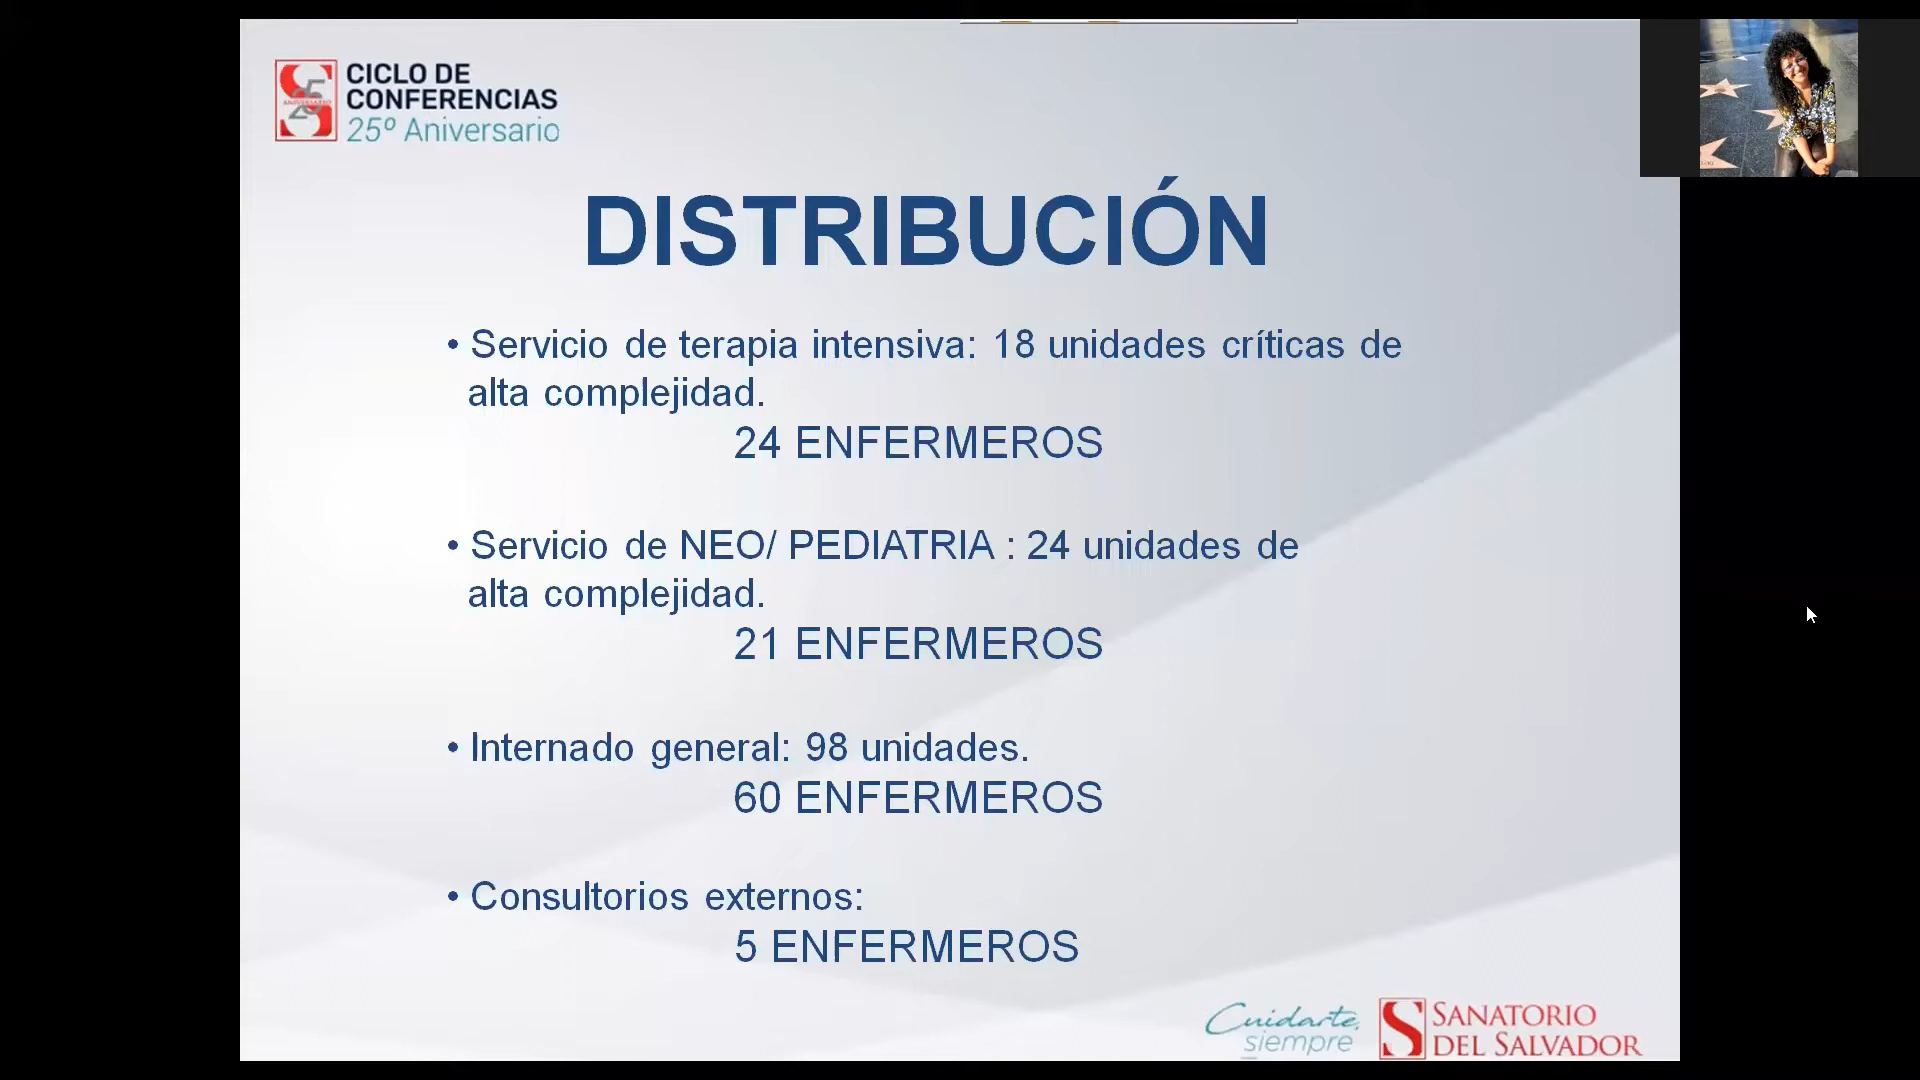 CICLO DE
CONFERENCIAS
25º Aniversario
ANIVERSARIO
DISTRIBUCIÓN
• Servicio de terapia intensiva: 18 unidades críticas de
alta complejidad.
24 ENFERMEROS
• Servicio de NEO/ PEDIATRIA : 24 unidades de
alta complejidad.
21 ENFERMEROS
• Internado general: 98 unidades.
60 ENFERMEROS
• Consultorios externos:
5 ENFERMEROS
Cuidarte,
siempre
SANATORIO
DEL SALVADOR